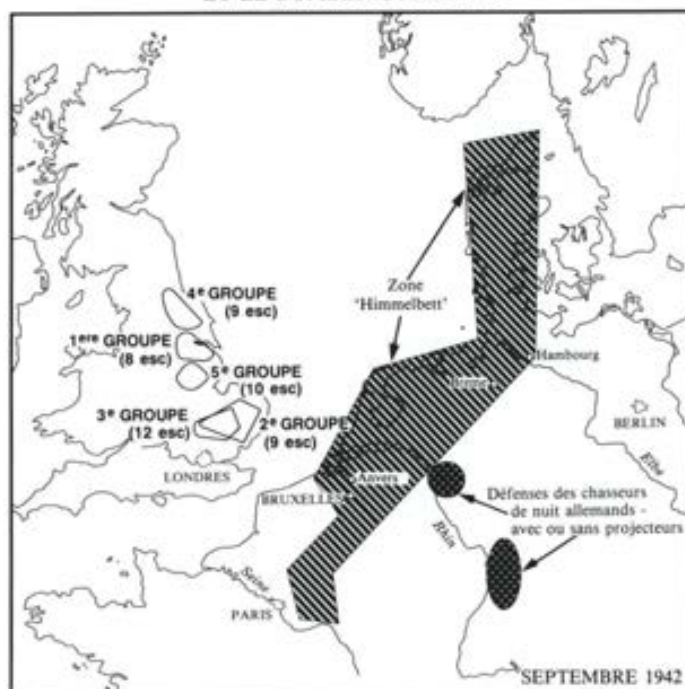 4e GROUPE
(9 esc)
1ere GROUPE
(8 esc)
5e GROUPE
(10 esc)
3e GROUPE
(12 esc)
2e GROUPE
(9 esc)
LONDRES
Zone
'Himmelbett'
Hambourg
BERLIN
Elbe
Anvers
BRUXELLES
Rhin
Défenses des chasseurs
de nuit allemands -
avec ou sans projecteurs
Seine
PARIS
SEPTEMBRE 1942